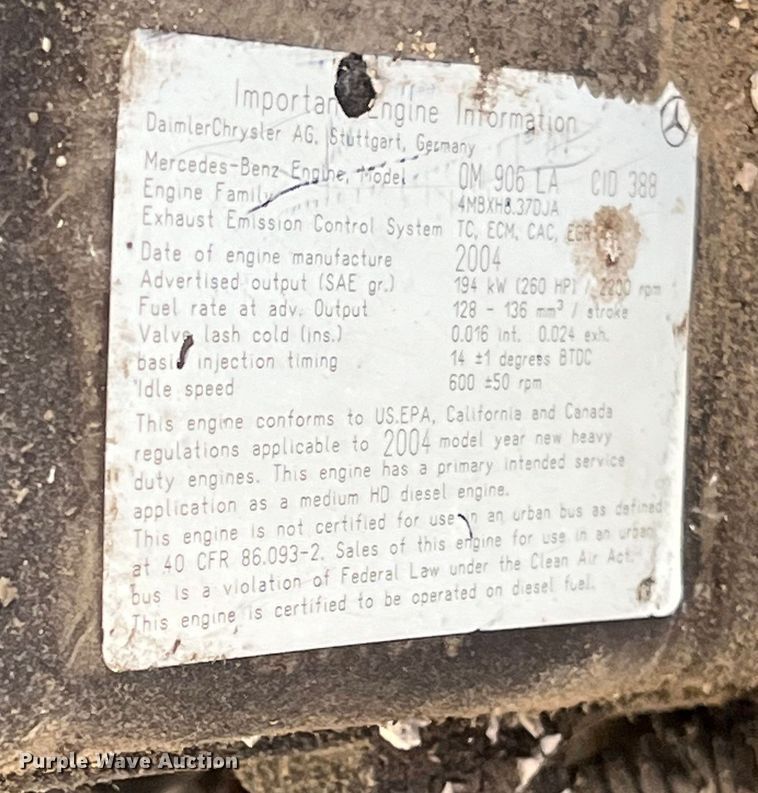 Importan Engine Information
DaimlerChrysler AG, Stuttgart, Germany
Mercedes-Benz Engine, Model OM 906 LA CID 388
Engine Family 4MBXH6.37DJA
Exhaust Emission Control System TC, ECM, CAC, EGR
Date of engine manufacture 2004
Advertised output (SAE gr.) 194 kW (260 HP) / 2200 rpm
Fuel rate at adv. Output 128 - 136 mm³ / stroke
Valve lash cold (ins.) 0.016 int. 0.024 exh.
basic injection timing 14 ±1 degrees BTDC
Idle speed 600 ±50 rpm
This engine conforms to US.EPA, California and Canada
regulations applicable to 2004 model year new heavy
duty engines. This engine has a primary intended service
application as a medium HD diesel engine.
This engine is not certified for use in an urban bus as defined
at 40 CFR 86.093-2. Sales of this engine for use in an urban
bus is a violation of Federal Law under the Clean Air Act.
This engine is certified to be operated on diesel fuel.
Purple Wave Auction